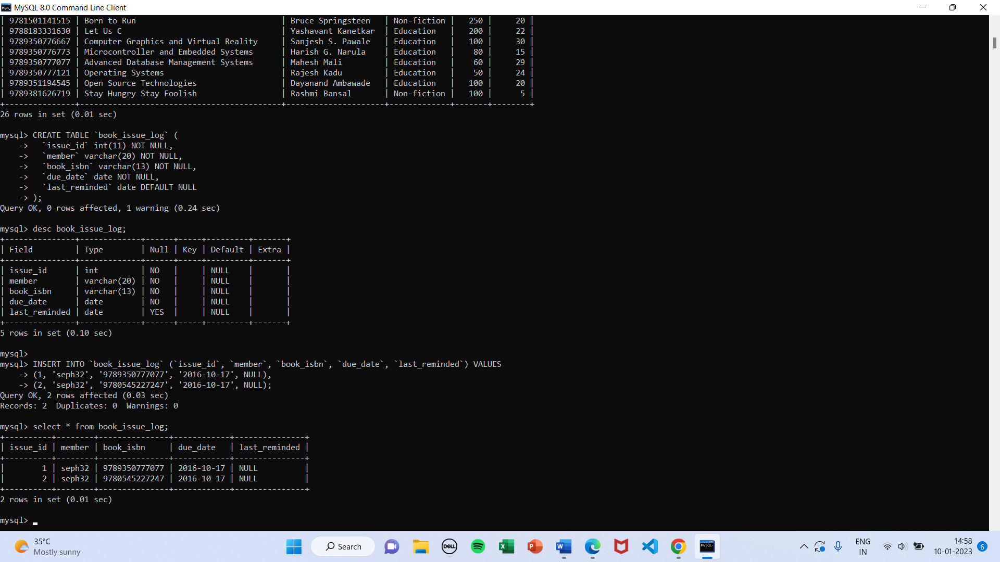 MySQL 8.0 Command Line Client
| 9781501141515 | Born to Run                               | Bruce Springsteen   | Non-fiction |   250 |     20 |
| 9788183331630 | Let Us C                                  | Yashavant Kanetkar  | Education   |   200 |     22 |
| 9789350776667 | Computer Graphics and Virtual Reality     | Sanjesh S. Pawale   | Education   |   100 |     30 |
| 9789350776773 | Microcontroller and Embedded Systems      | Harish G. Narula    | Education   |    80 |     15 |
| 9789350777077 | Advanced Database Management Systems      | Mahesh Mali         | Education   |    60 |     29 |
| 9789350777121 | Operating Systems                         | Rajesh Kadu         | Education   |    50 |     24 |
| 9789351194545 | Open Source Technologies                  | Dayanand Ambawade   | Education   |   100 |     20 |
| 9789381626719 | Stay Hungry Stay Foolish                  | Rashmi Bansal       | Non-fiction |   100 |      5 |
+---------------+-------------------------------------------+---------------------+-------------+-------+--------+
26 rows in set (0.01 sec)
mysql> CREATE TABLE `book_issue_log` (
    ->   `issue_id` int(11) NOT NULL,
    ->   `member` varchar(20) NOT NULL,
    ->   `book_isbn` varchar(13) NOT NULL,
    ->   `due_date` date NOT NULL,
    ->   `last_reminded` date DEFAULT NULL
    -> );
Query OK, 0 rows affected, 1 warning (0.24 sec)
mysql> desc book_issue_log;
+---------------+-------------+------+-----+---------+-------+
| Field         | Type        | Null | Key | Default | Extra |
+---------------+-------------+------+-----+---------+-------+
| issue_id      | int         | NO   |     | NULL    |       |
| member        | varchar(20) | NO   |     | NULL    |       |
| book_isbn     | varchar(13) | NO   |     | NULL    |       |
| due_date      | date        | NO   |     | NULL    |       |
| last_reminded | date        | YES  |     | NULL    |       |
+---------------+-------------+------+-----+---------+-------+
5 rows in set (0.10 sec)
mysql>
mysql> INSERT INTO `book_issue_log` (`issue_id`, `member`, `book_isbn`, `due_date`, `last_reminded`) VALUES
    -> (1, 'seph32', '9789350777077', '2016-10-17', NULL),
    -> (2, 'seph32', '9780545227247', '2016-10-17', NULL);
Query OK, 2 rows affected (0.03 sec)
Records: 2  Duplicates: 0  Warnings: 0
mysql> select * from book_issue_log;
+----------+--------+---------------+------------+---------------+
| issue_id | member | book_isbn     | due_date   | last_reminded |
+----------+--------+---------------+------------+---------------+
|        1 | seph32 | 9789350777077 | 2016-10-17 | NULL          |
|        2 | seph32 | 9780545227247 | 2016-10-17 | NULL          |
+----------+--------+---------------+------------+---------------+
2 rows in set (0.01 sec)
mysql>
35°C
Mostly sunny
Search
DELL
X
P
W
MySQL
ENG
IN
14:58
10-01-2023
6